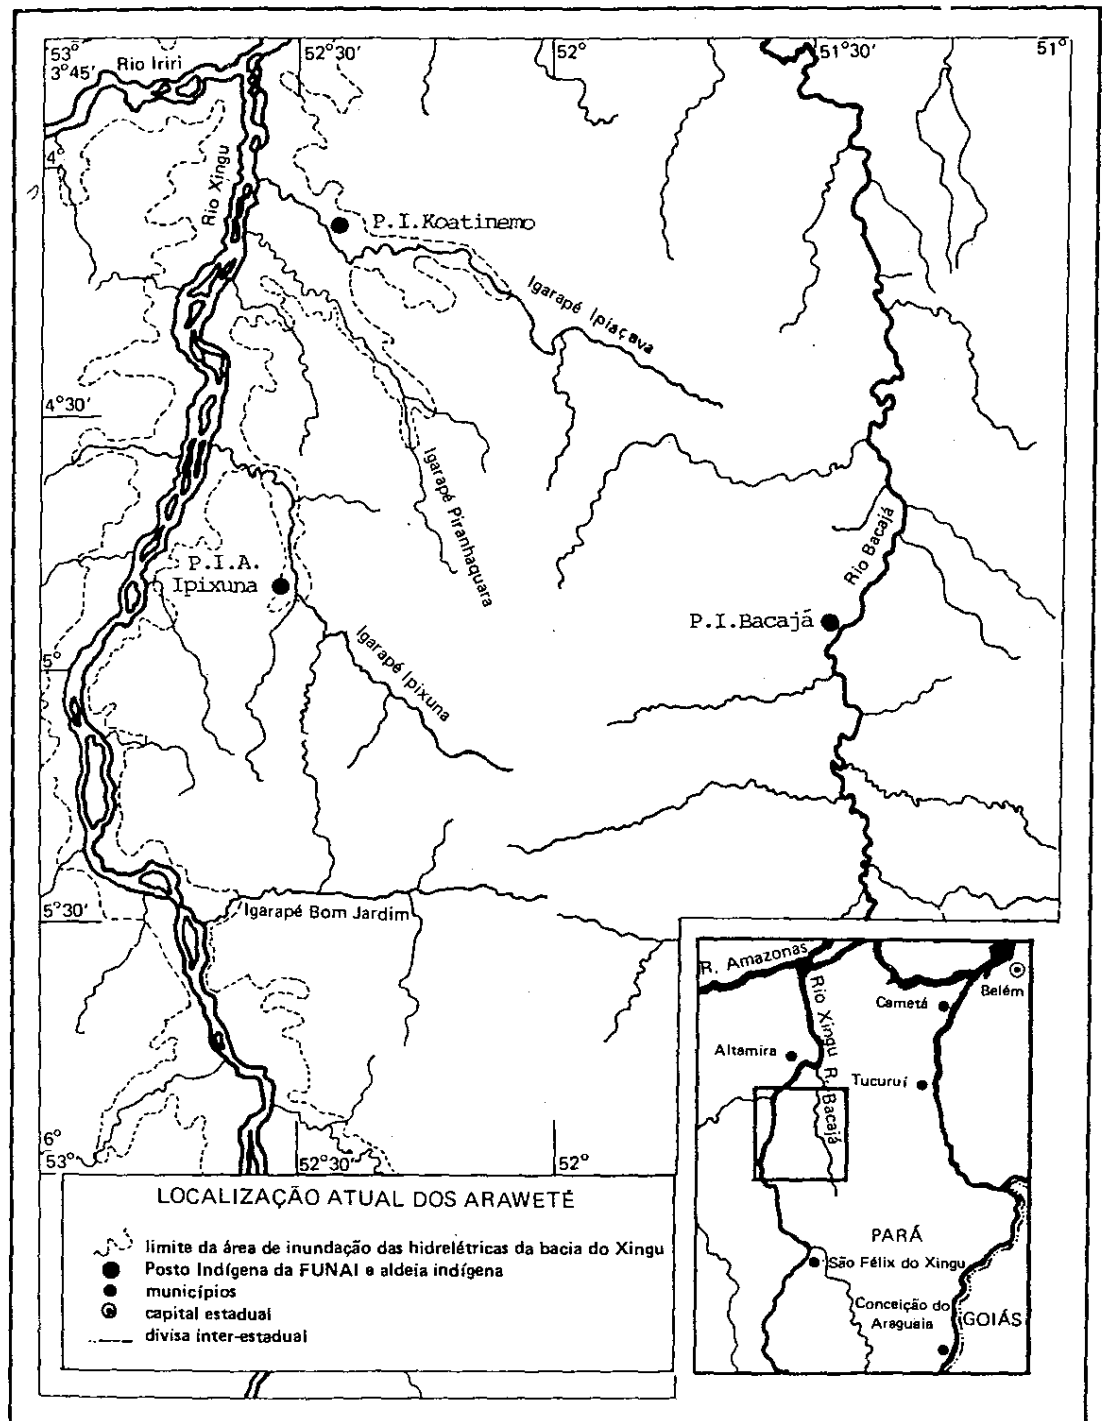 53°
52°30'
52°
51°30'
51°
3°45'
Rio Iriri
4°
Rio Xingu
P.I.Koatinemo
Igarapé Ipiaçava
4°30'
Igarapé Piranhaquara
P.I.A.
Ipixuna
Rio Bacajá
P.I.Bacajá
5°
Igarapé Ipixuna
5°30'
Igarapé Bom Jardim
6°
53°
52°30'
52°
R. Amazonas
Rio Xingu
Cametá
Belém
Altamira
Tucuruí
R. Bacajá
PARÁ
São Félix do Xingu
Conceição do
Araguaia
GOIÁS
LOCALIZAÇÃO ATUAL DOS ARAWETÉ
limite da área de inundação das hidrelétricas da bacia do Xingu
Posto Indígena da FUNAI e aldeia indígena
municípios
capital estadual
divisa inter-estadual